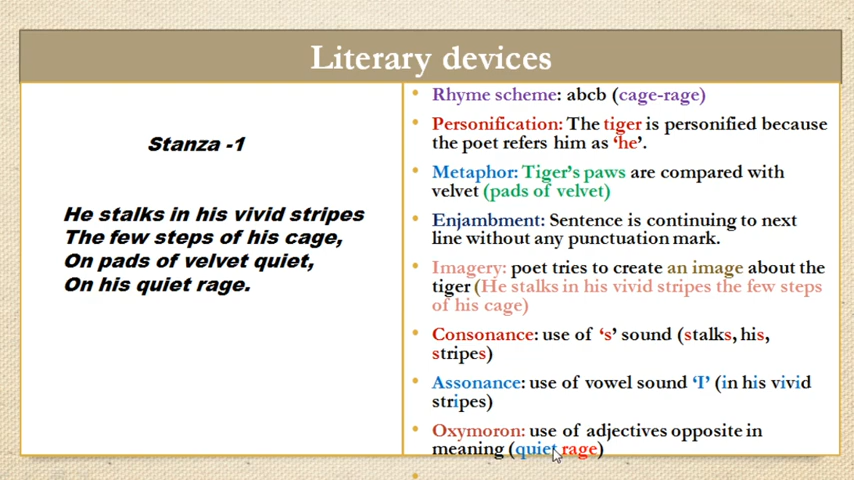 Literary devices
Stanza -1
He stalks in his vivid stripes
The few steps of his cage,
On pads of velvet quiet,
On his quiet rage.
• Rhyme scheme: abcb (cage-rage)
• Personification: The tiger is personified because
the poet refers him as ‘he’.
• Metaphor: Tiger’s paws are compared with
velvet (pads of velvet)
• Enjambment: Sentence is continuing to next
line without any punctuation mark.
• Imagery: poet tries to create an image about the
tiger (He stalks in his vivid stripes the few steps
of his cage)
• Consonance: use of ‘s’ sound (stalks, his,
stripes)
• Assonance: use of vowel sound ‘I’ (in his vivid
stripes)
• Oxymoron: use of adjectives opposite in
meaning (quiet rage)